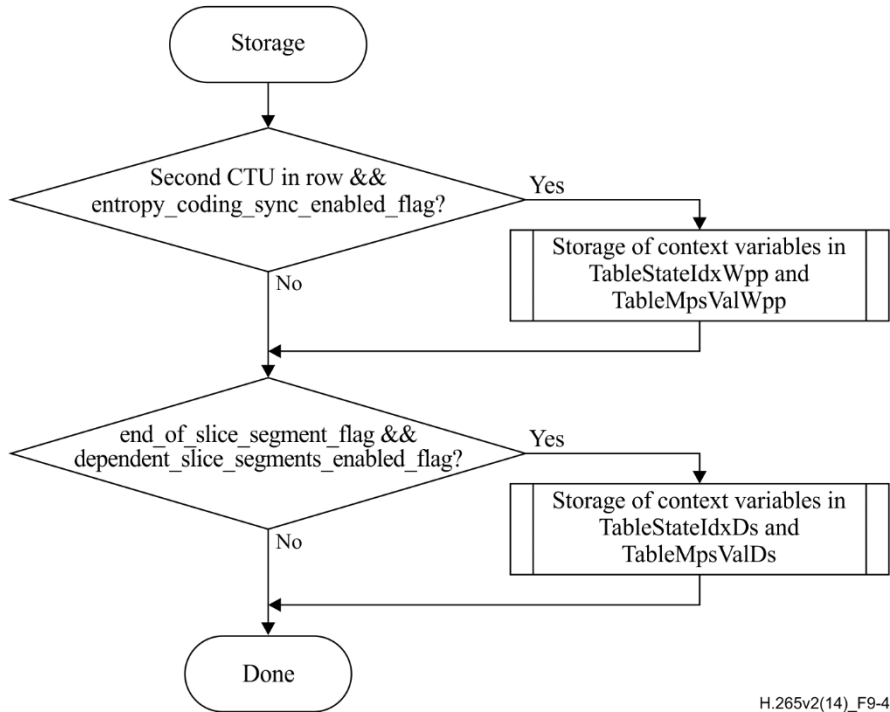 Storage
Second CTU in row &&
entropy_coding_sync_enabled_flag?
Yes
Storage of context variables in
TableStateIdxWpp and
TableMpsValWpp
No
end_of_slice_segment_flag &&
dependent_slice_segments_enabled_flag?
Yes
Storage of context variables in
TableStateIdxDs and
TableMpsValDs
No
Done
H.265v2(14)_F9-4